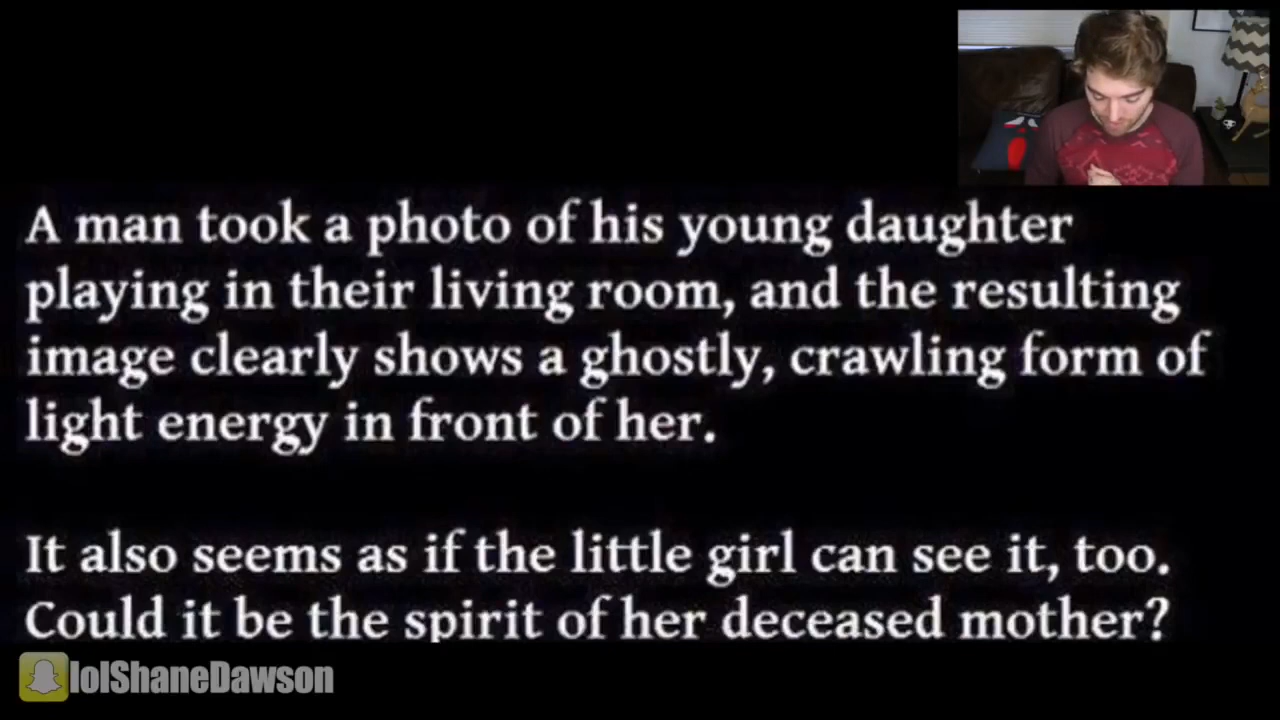 A man took a photo of his young daughter
playing in their living room, and the resulting
image clearly shows a ghostly, crawling form of
light energy in front of her.
It also seems as if the little girl can see it, too.
Could it be the spirit of her deceased mother?
lolShaneDawson